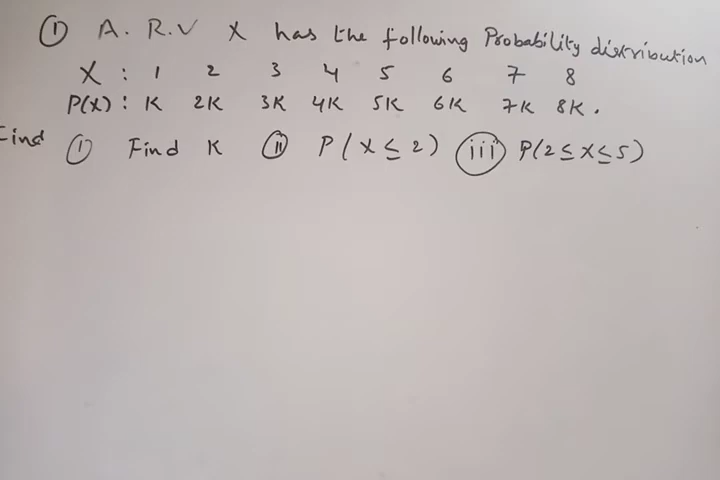 ① A. R.V X has the following Probability distribution
X : 1 2 3 4 5 6 7 8
P(X) : K 2K 3K 4K 5K 6K 7K 8K.
Find ① Find K ⓘⓘ P(X ≤ 2) (iii) P(2 ≤ X ≤ 5)